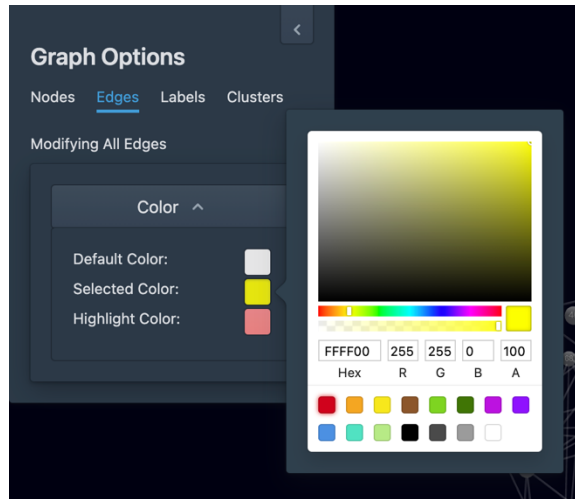 Graph Options
Nodes Edges Labels Clusters
Modifying All Edges
Color
Default Color:
Selected Color:
Highlight Color:
FFFF00 255 255 0 100
Hex R G B A